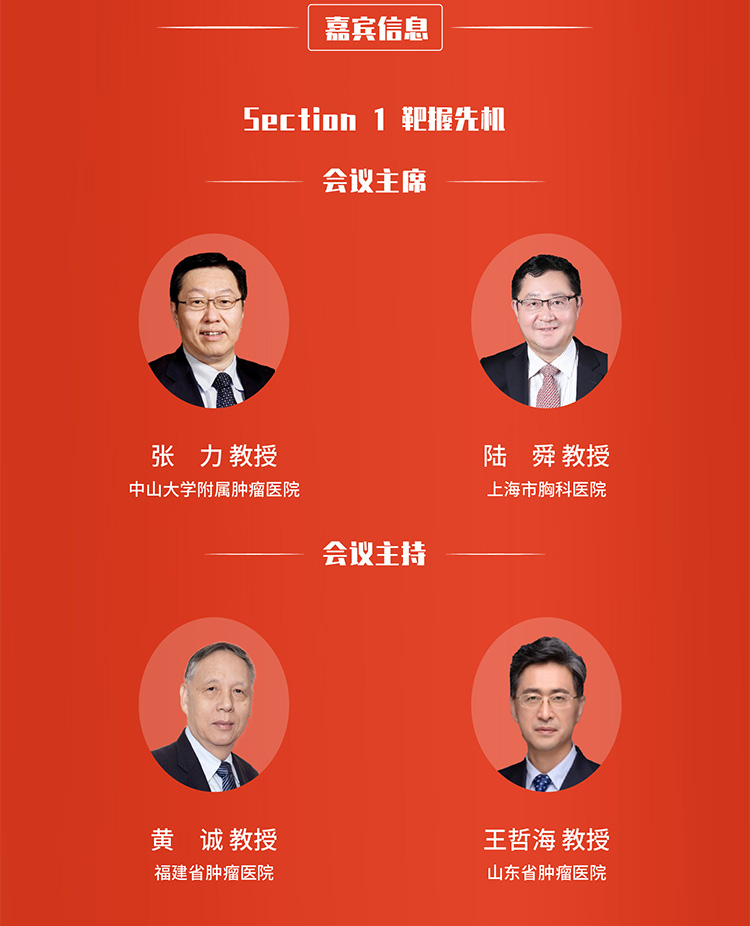 嘉宾信息
Section 1 靶握先机
会议主席
张 力 教授
中山大学附属肿瘤医院
陆 舜 教授
上海市胸科医院
会议主持
黄 诚 教授
福建省肿瘤医院
王哲海 教授
山东省肿瘤医院